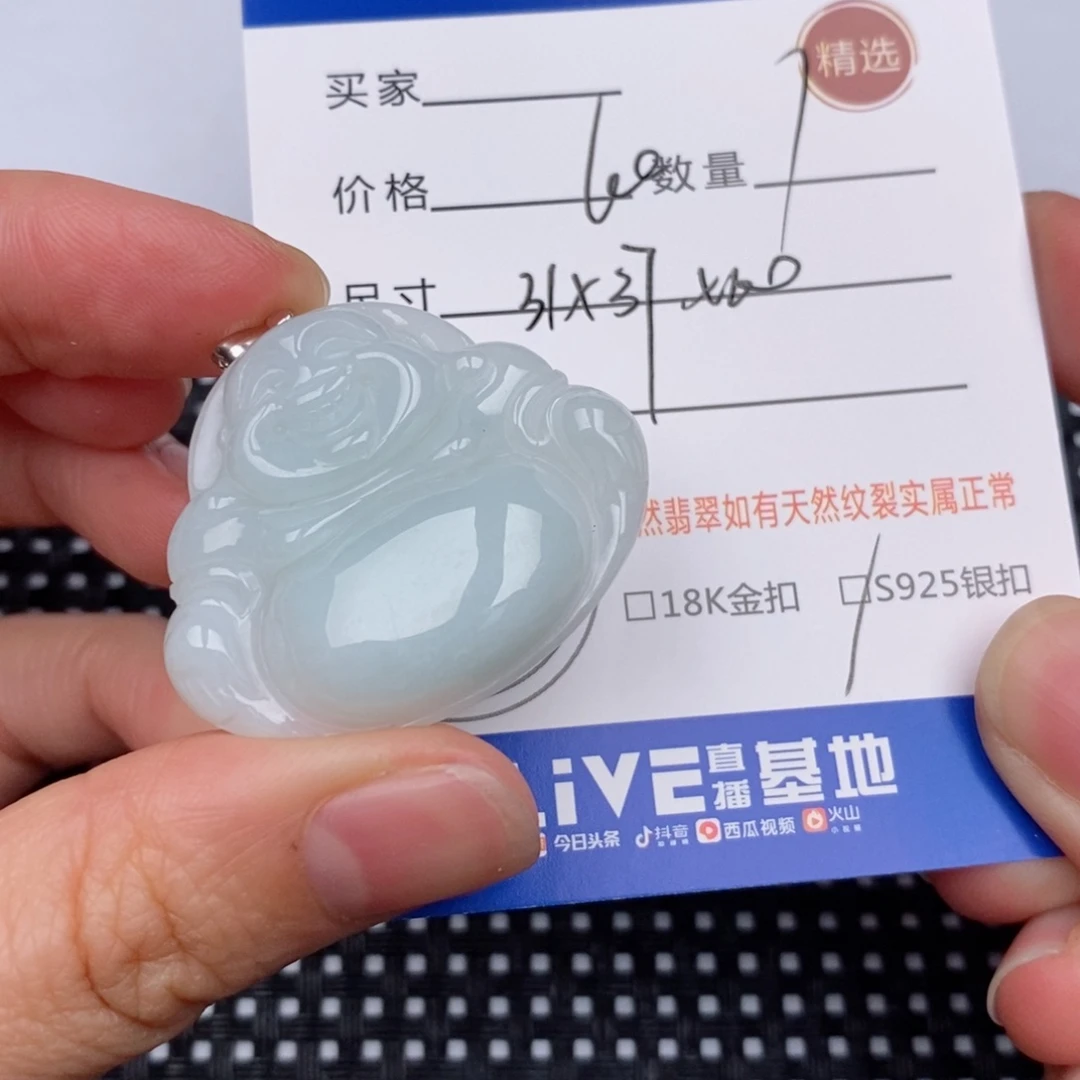 精选
买家
价格 60 数量 1
尺寸 31×37
然翡翠如有天然纹裂实属正常
□18K金扣 □S925银扣
LiVE直播基地
今日头条 抖音 西瓜视频 火山